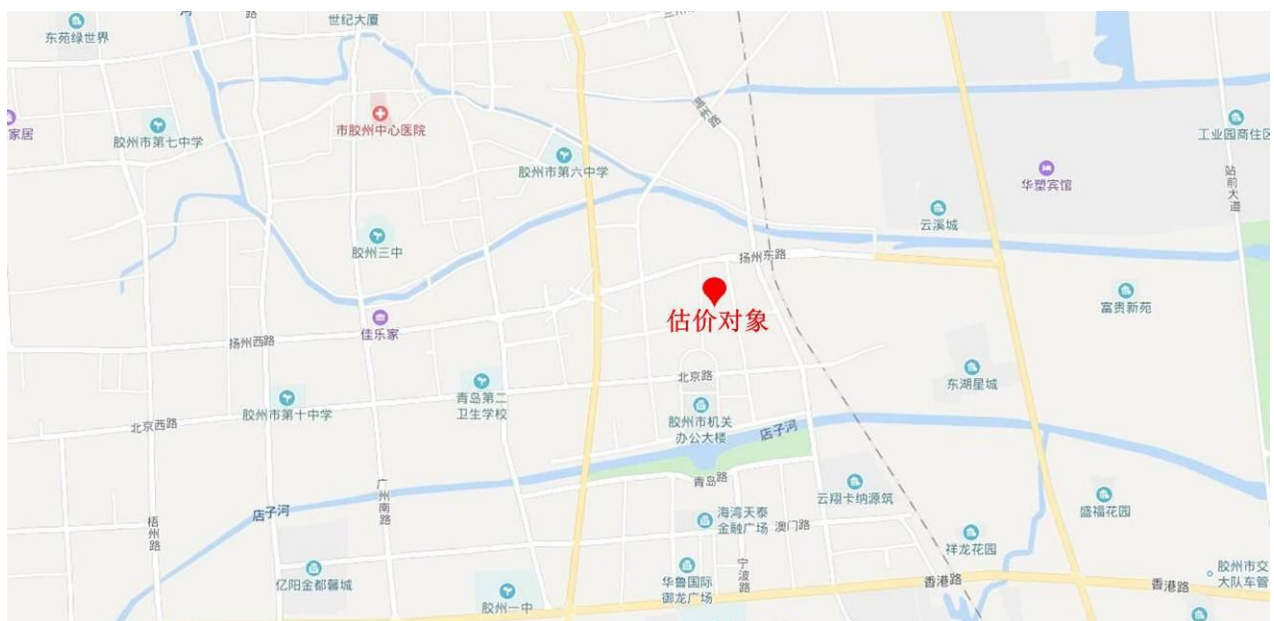 世纪大厦
东苑绿世界
河
路
兰州东
家居
胶州市第七中学
市胶州中心医院
胶州市第六中学
工业园商住区
华塑宾馆
站前大道
云溪城
胶州三中
扬州东路
富贵新苑
估价对象
佳乐家
扬州西路
东湖星城
北京路
青岛第二
卫生学校
胶州市第十中学
北京西路
胶州市机关
办公大楼
店子河
青岛路
云翔卡纳源筑
盛福花园
广州南路
店子河
梧州路
海湾天泰
金融广场
澳门路
祥龙花园
亿阳金都馨城
华鲁国际
御龙广场
宁波路
香港路
胶州市交
大队车管
香港路
胶州一中